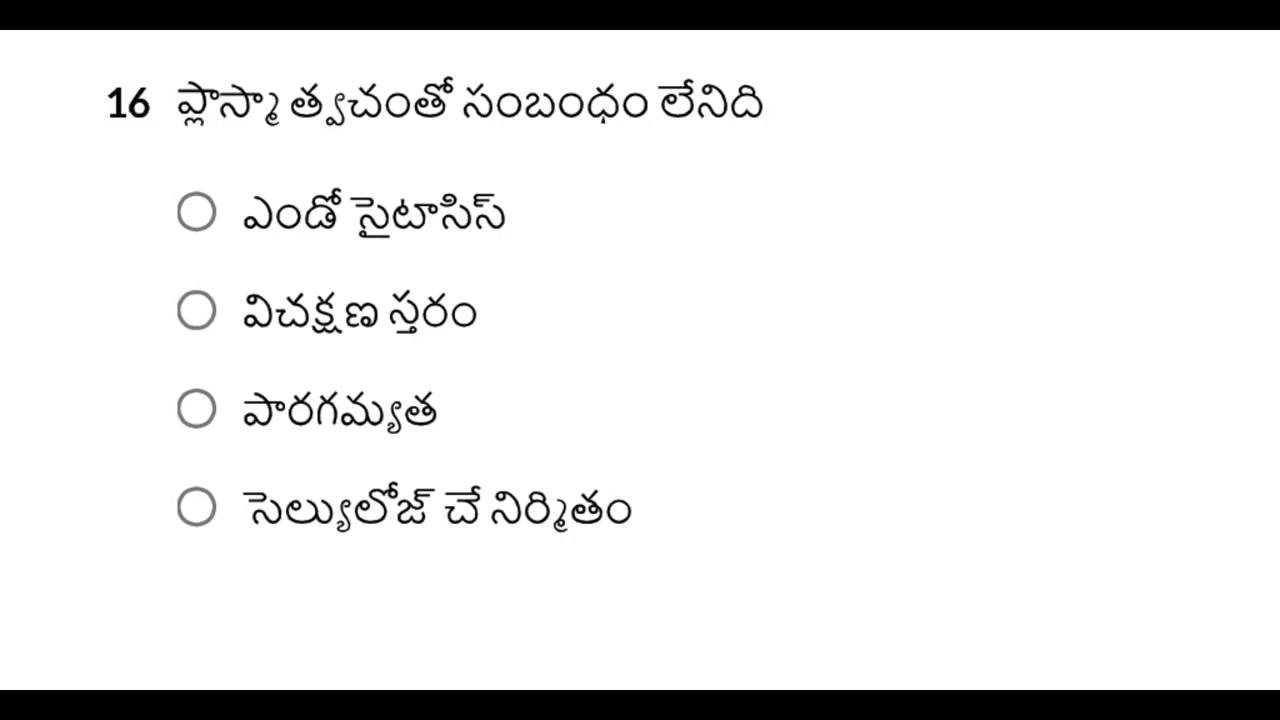 16 ప్లాస్మా త్వచంతో సంబంధం లేనిది
ఎండో సైటాసిస్
విచక్షణ స్తరం
పారగమ్యత
సెల్యులోజ్ చే నిర్మితం